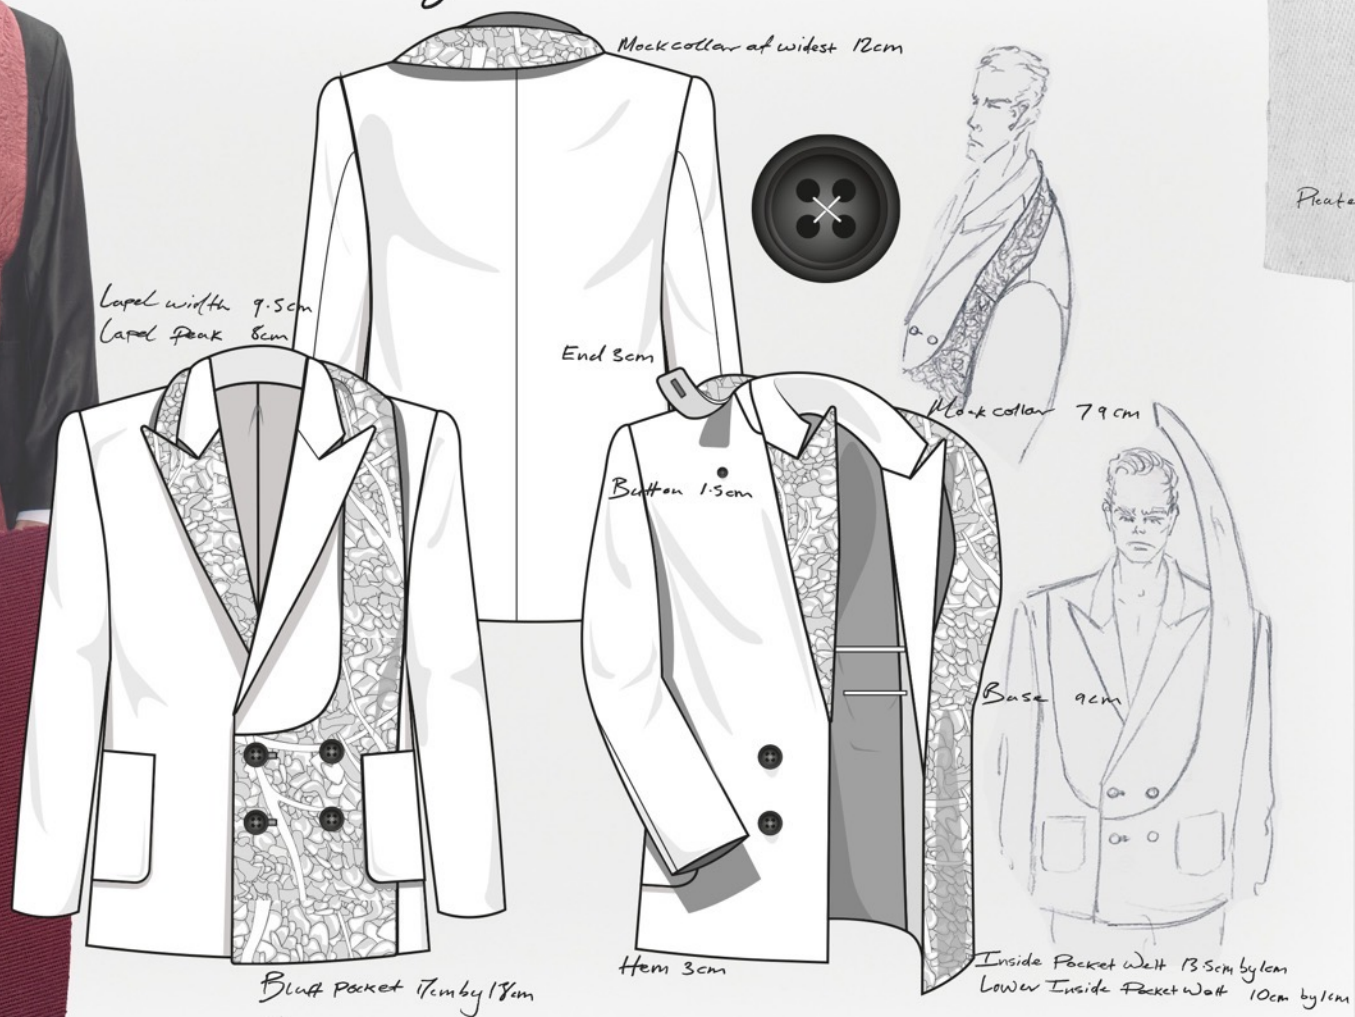 Mock collar at widest 12cm
Lapel width 9.5cm
Lapel Peak 8cm
End 3cm
Mock collar 79cm
Button 1.5cm
Base 9cm
Hem 3cm
Inside Pocket Welt 13.5cm by 1cm
Lower Inside Pocket Welt 10cm by 1cm
Bluff pocket 17cm by 18cm